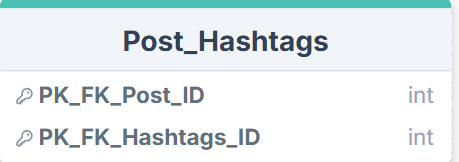 Post_Hashtags
PK_FK_Post_ID int
PK_FK_Hashtags_ID int